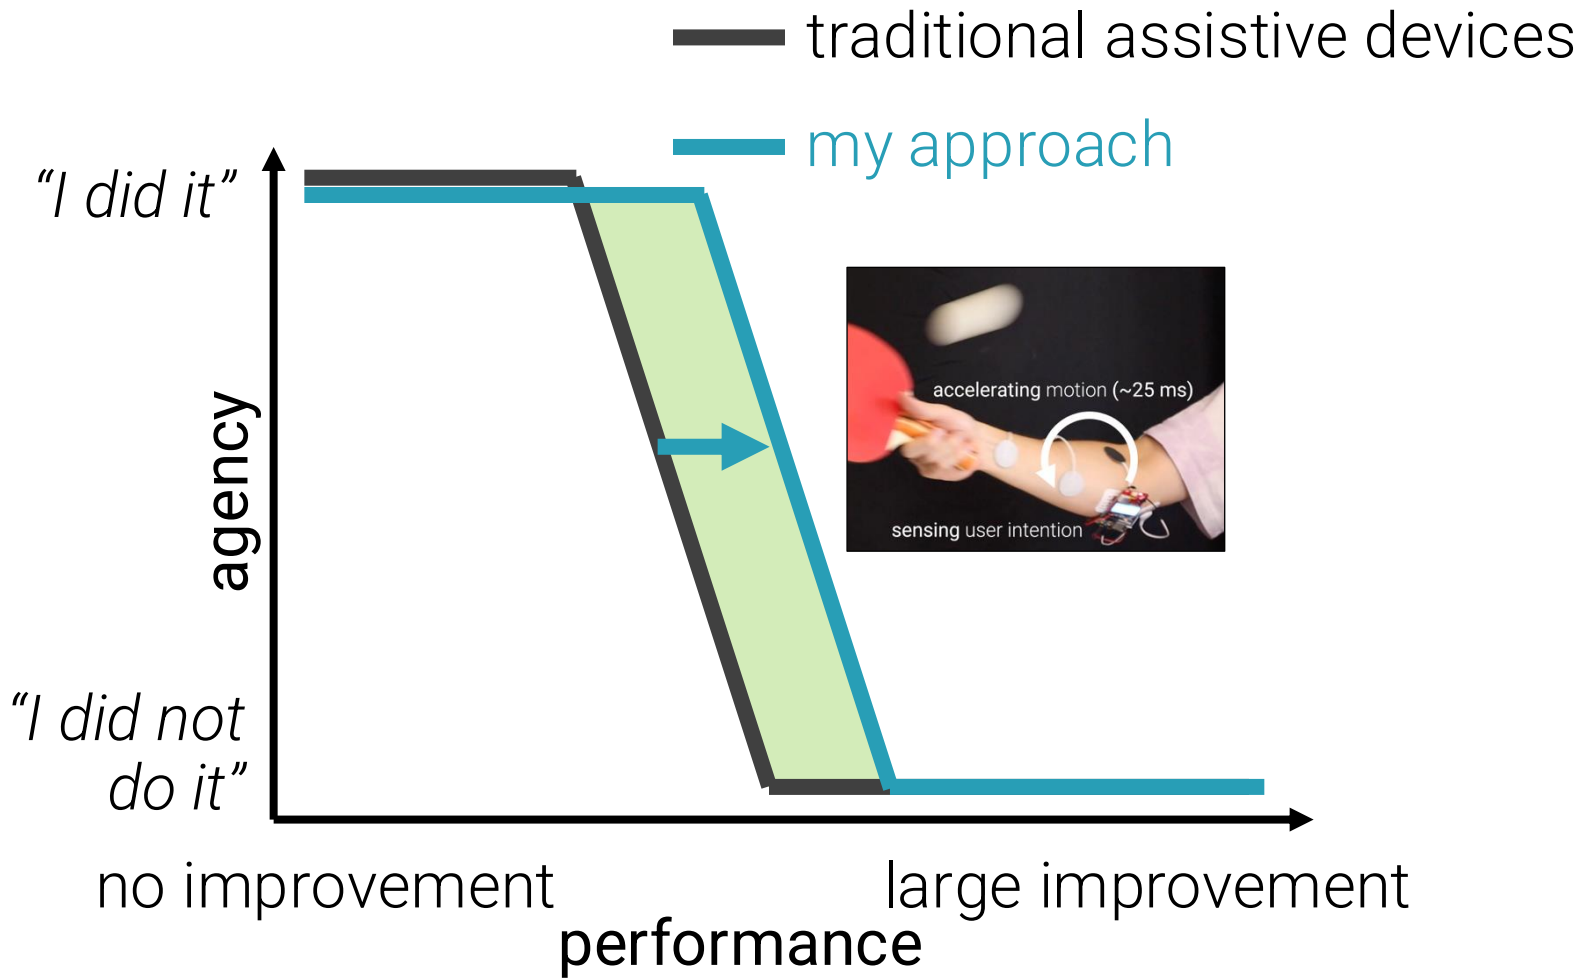 traditional assistive devices
my approach
“I did it”
agency
accelerating motion (~25 ms)
sensing user intention
“I did not
do it”
no improvement
large improvement
performance